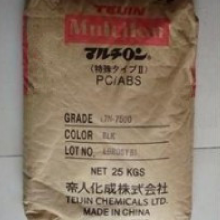 TEIJIN
Multilon
マルチロン®
(特殊タイプⅡ)
PC/ABS
GRADE
COLOR BLK
LOT NO.
NET 25 KGS
帝人化成株式会社
TEIJIN CHEMICALS LTD.
MADE IN CHINA